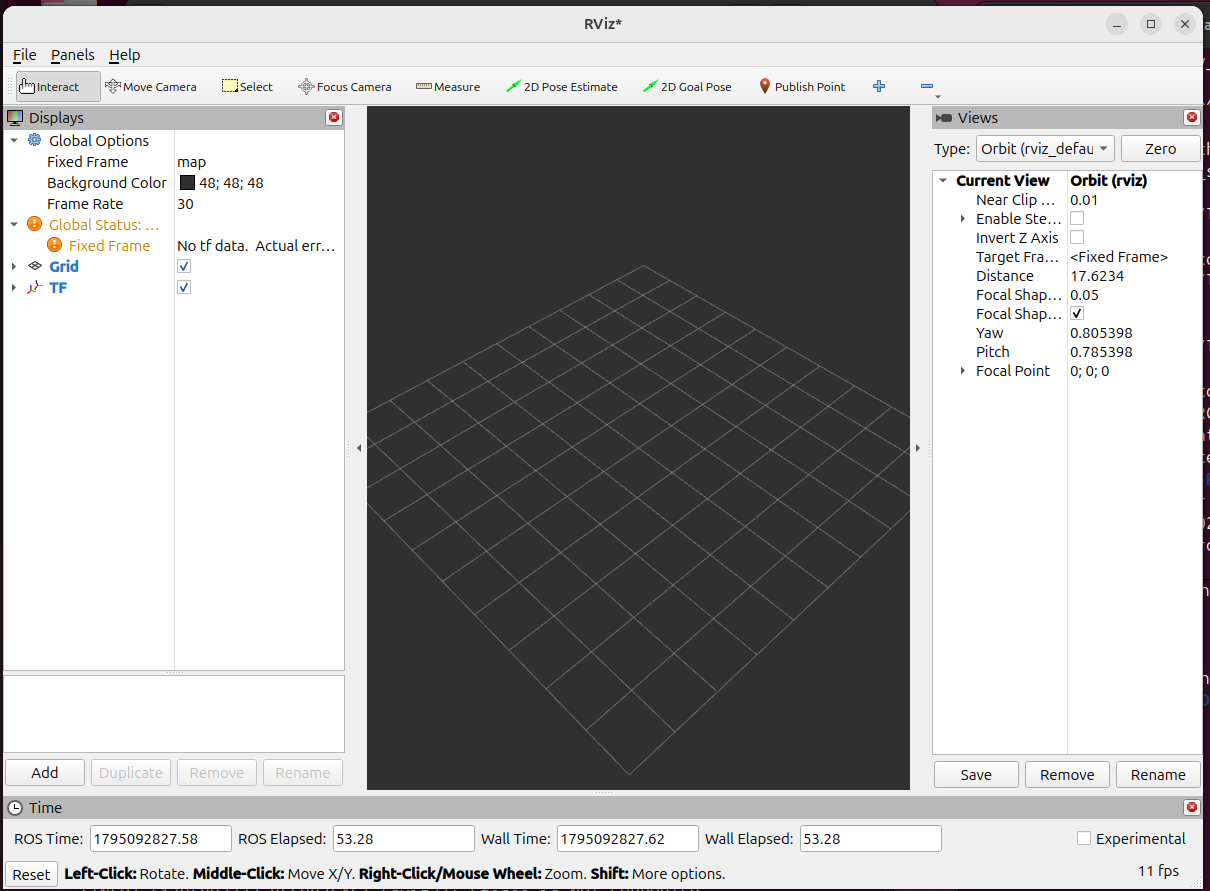 RViz*
File Panels Help
Interact Move Camera Select Focus Camera Measure 2D Pose Estimate 2D Goal Pose Publish Point
Displays
Global Options
Fixed Frame map
Background Color 48; 48; 48
Frame Rate 30
Global Status: ...
Fixed Frame No tf data. Actual err...
Grid
TF
Add Duplicate Remove Rename
Views
Type: Orbit (rviz_defau Zero
Current View Orbit (rviz)
Near Clip ... 0.01
Enable Ste...
Invert Z Axis
Target Fra... <Fixed Frame>
Distance 17.6234
Focal Shap... 0.05
Focal Shap...
Yaw 0.805398
Pitch 0.785398
Focal Point 0; 0; 0
Save Remove Rename
Time
ROS Time: 1795092827.58 ROS Elapsed: 53.28 Wall Time: 1795092827.62 Wall Elapsed: 53.28 Experimental
Reset Left-Click: Rotate. Middle-Click: Move X/Y. Right-Click/Mouse Wheel: Zoom. Shift: More options. 11 fps